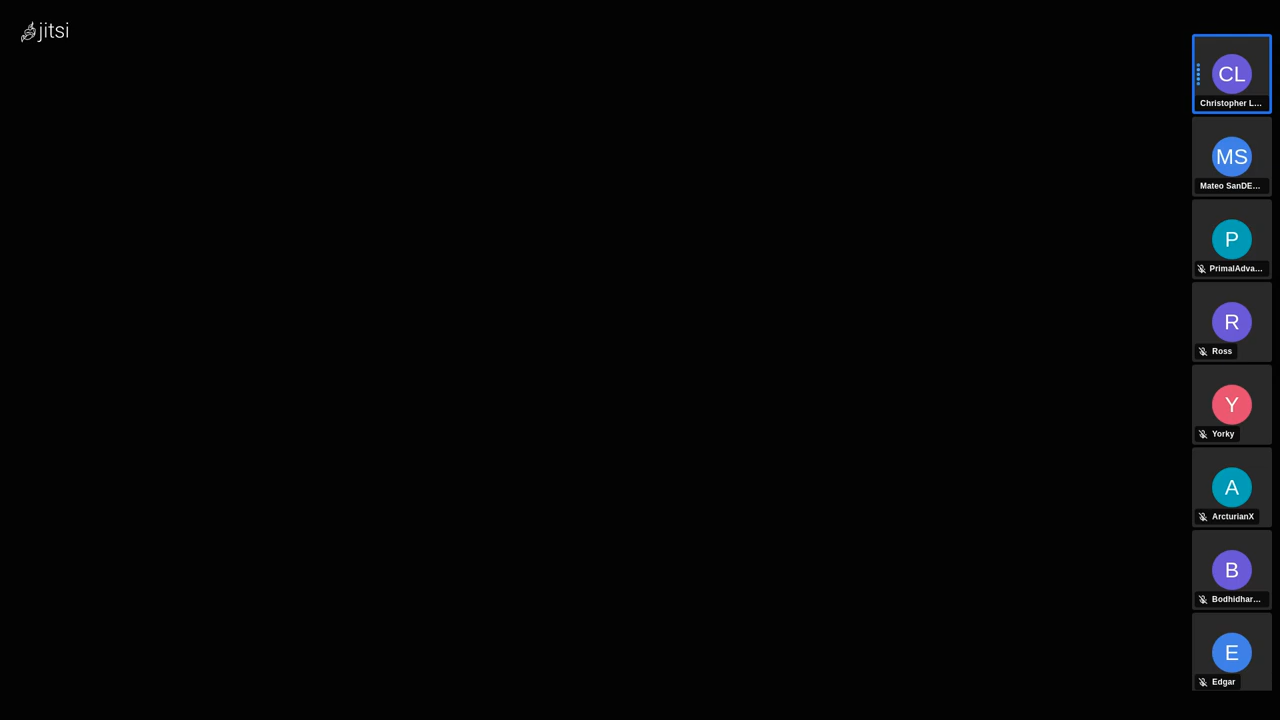 jitsi
CL
Christopher L...
MS
Mateo SanDE...
P
PrimalAdva...
R
Ross
Y
Yorky
A
ArcturianX
B
Bodhidhar...
E
Edgar